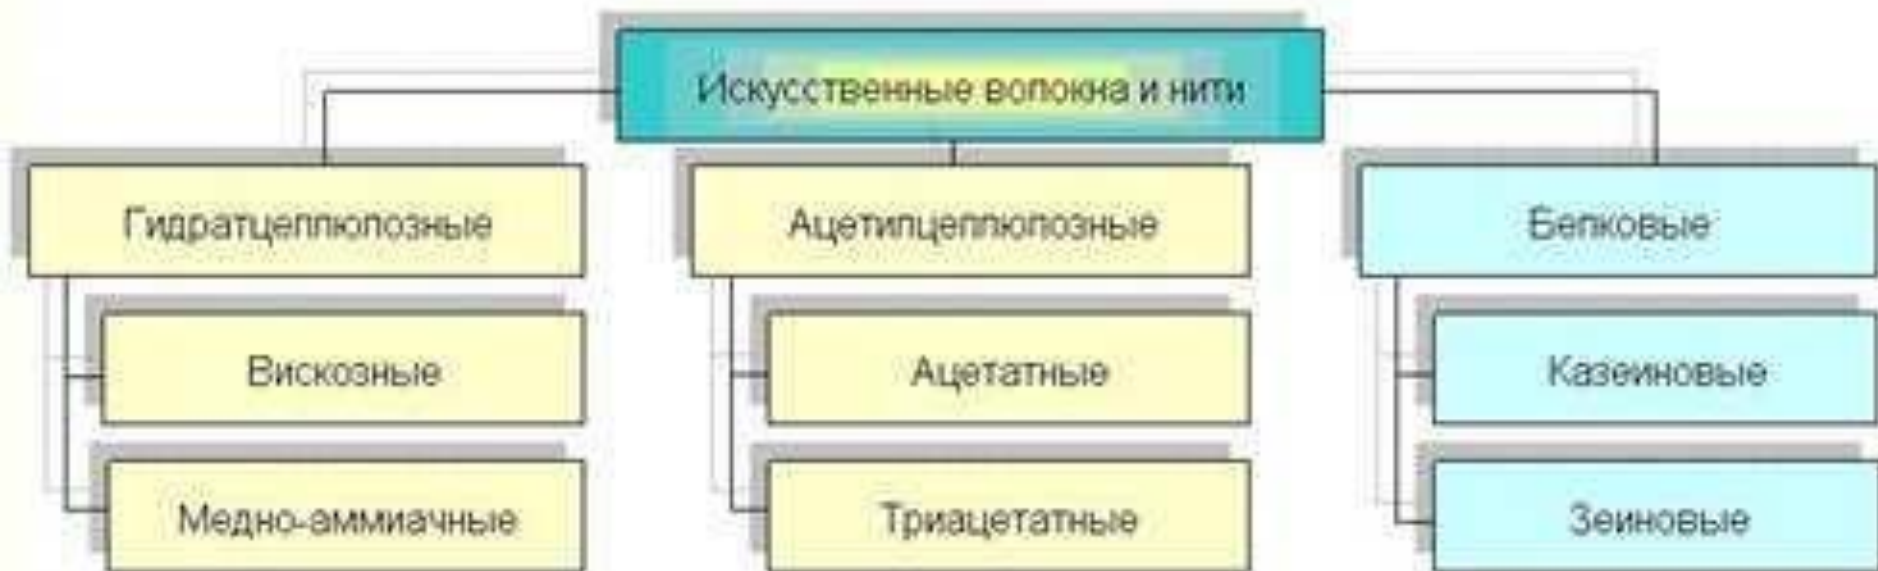 Искусственные волокна и нити
Гидратцеллюлозные
Ацетилцеллюлозные
Белковые
Вискозные
Ацетатные
Казеиновые
Медно-аммиачные
Триацетатные
Зеиновые